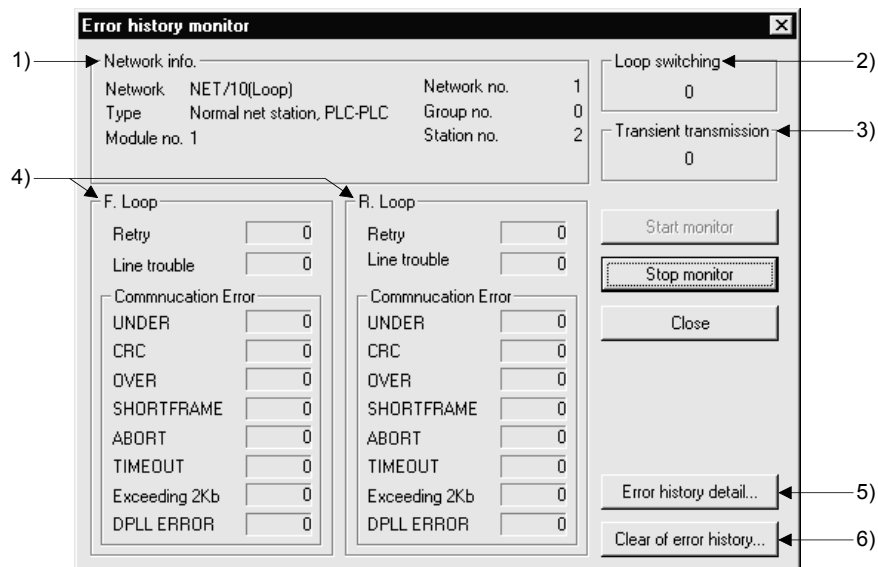 Error history monitor
1)
Network info.
Network NET/10(Loop)
Type Normal net station, PLC-PLC
Module no. 1
Network no. 1
Group no. 0
Station no. 2
Loop switching
0
2)
Transient transmission
0
3)
4)
F. Loop
Retry 0
Line trouble 0
Commnucation Error
UNDER 0
CRC 0
OVER 0
SHORTFRAME 0
ABORT 0
TIMEOUT 0
Exceeding 2Kb 0
DPLL ERROR 0
R. Loop
Retry 0
Line trouble 0
Commnucation Error
UNDER 0
CRC 0
OVER 0
SHORTFRAME 0
ABORT 0
TIMEOUT 0
Exceeding 2Kb 0
DPLL ERROR 0
Start monitor
Stop monitor
Close
Error history detail...
5)
Clear of error history...
6)